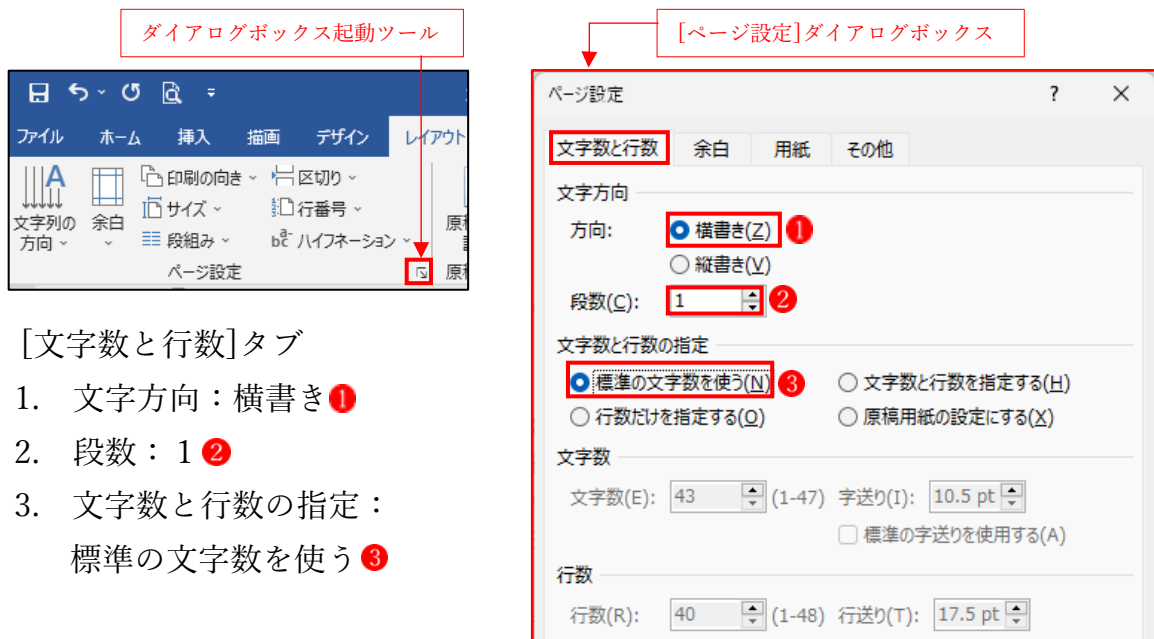 ダイアログボックス起動ツール
[ページ設定]ダイアログボックス
ファイル ホーム 挿入 描画 デザイン レイアウト
文字列の方向
余白
印刷の向き
サイズ
段組み
区切り
行番号
ハイフネーション
ページ設定
[文字数と行数]タブ
1. 文字方向：横書き❶
2. 段数：１❷
3. 文字数と行数の指定：
標準の文字数を使う❸
ページ設定 ? ×
文字数と行数 余白 用紙 その他
文字方向
方向: 横書き(Z) ❶
縦書き(V)
段数(C): 1 ❷
文字数と行数の指定
標準の文字数を使う(N) ❸ 文字数と行数を指定する(H)
行数だけを指定する(O) 原稿用紙の設定にする(X)
文字数
文字数(E): 43 (1-47) 字送り(I): 10.5 pt
標準の字送りを使用する(A)
行数
行数(R): 40 (1-48) 行送り(T): 17.5 pt